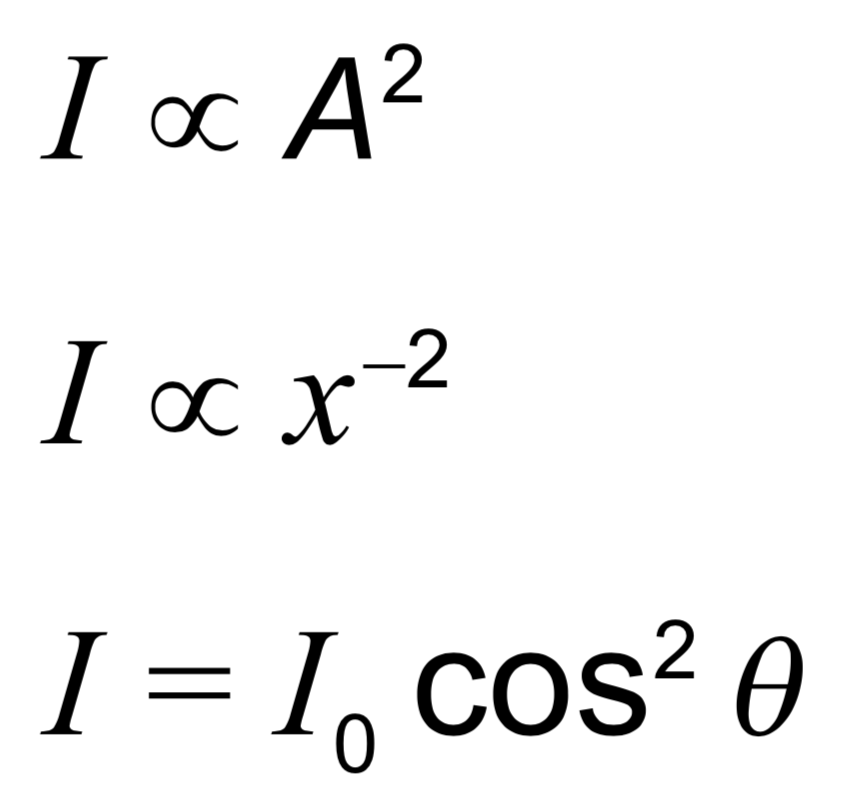 I ∝ A²
I ∝ x⁻²
I = I₀ cos² θ